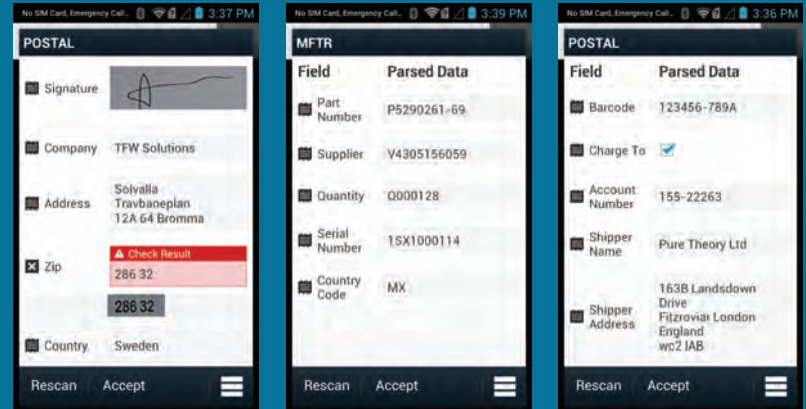 No SIM Card, Emergency Call.. 3:37 PM
POSTAL
Signature
Company TFW Solutions
Address Solvalla
Travbaneplan
12A 64 Bromma
Zip Check Result
286 32
286 32
Country Sweden
Rescan Accept
No SIM Card, Emergency Call.. 3:39 PM
MFTR
Field Parsed Data
Part
Number P5290261-69
Supplier V4305156059
Quantity Q000128
Serial
Number 1SX1000114
Country
Code MX
Rescan Accept
No SIM Card, Emergency Call.. 3:36 PM
POSTAL
Field Parsed Data
Barcode 123456-789A
Charge To
Account
Number 155-22263
Shipper
Name Pure Theory Ltd
Shipper
Address 163B Landsdown
Drive
Fitzroviar London
England
wc2 IAB
Rescan Accept